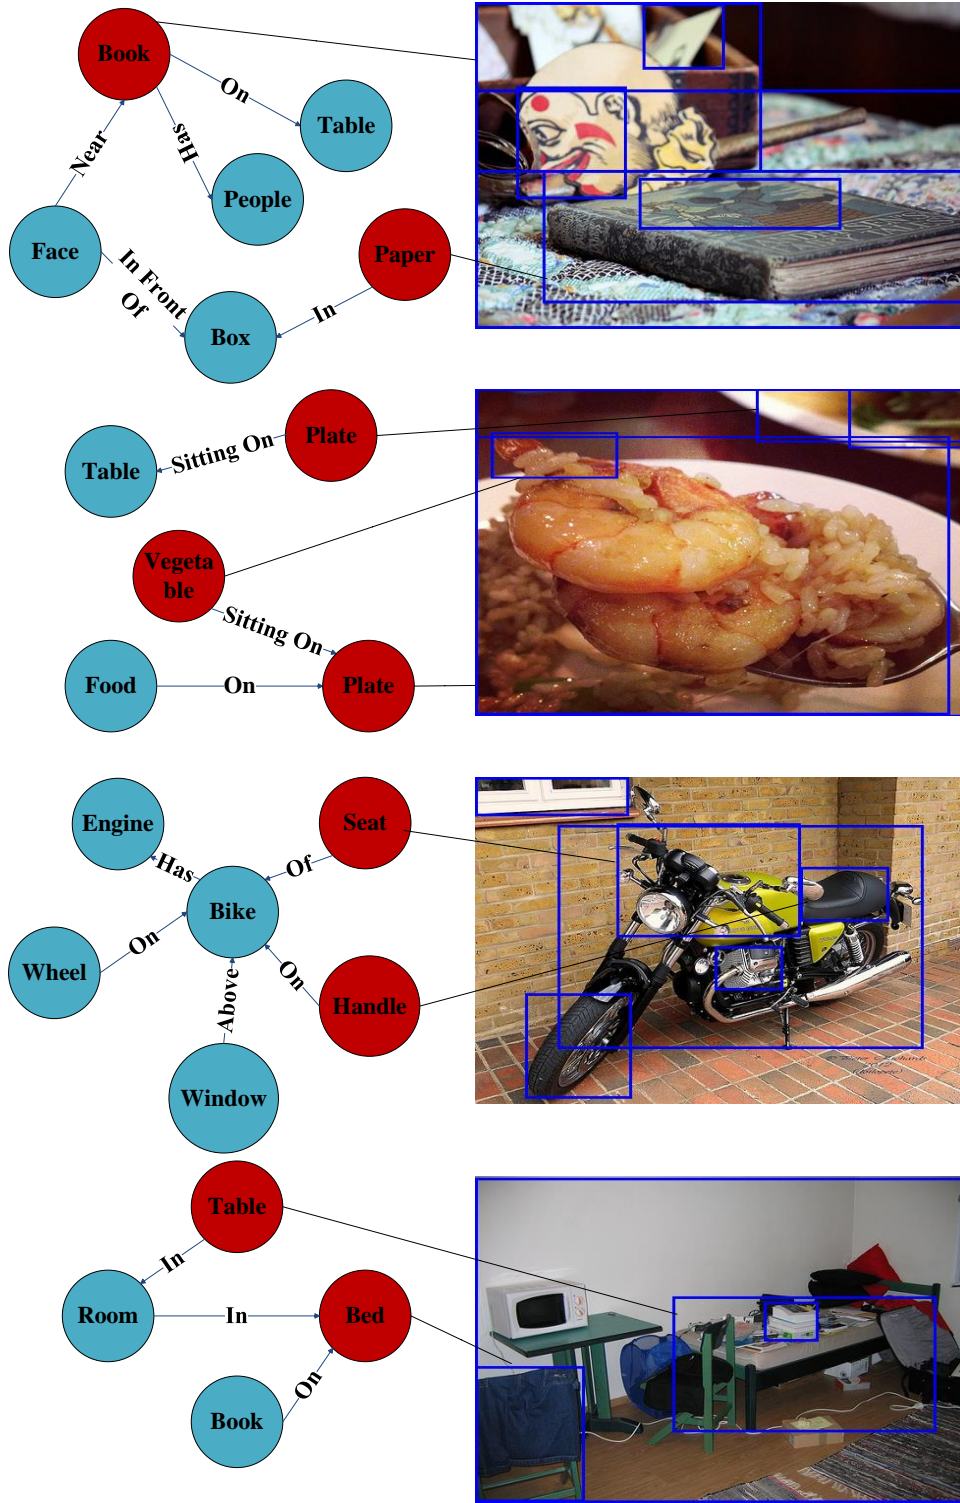 Book
On
Table
Near
Has
People
Face
Paper
In Front
Of
In
Box
Plate
Sitting On
Table
Vegeta
ble
Sitting On
Food
On
Plate
Engine
Seat
Has
Of
Bike
On
Wheel
On
Handle
Above
Window
Table
In
Room
In
Bed
On
Book